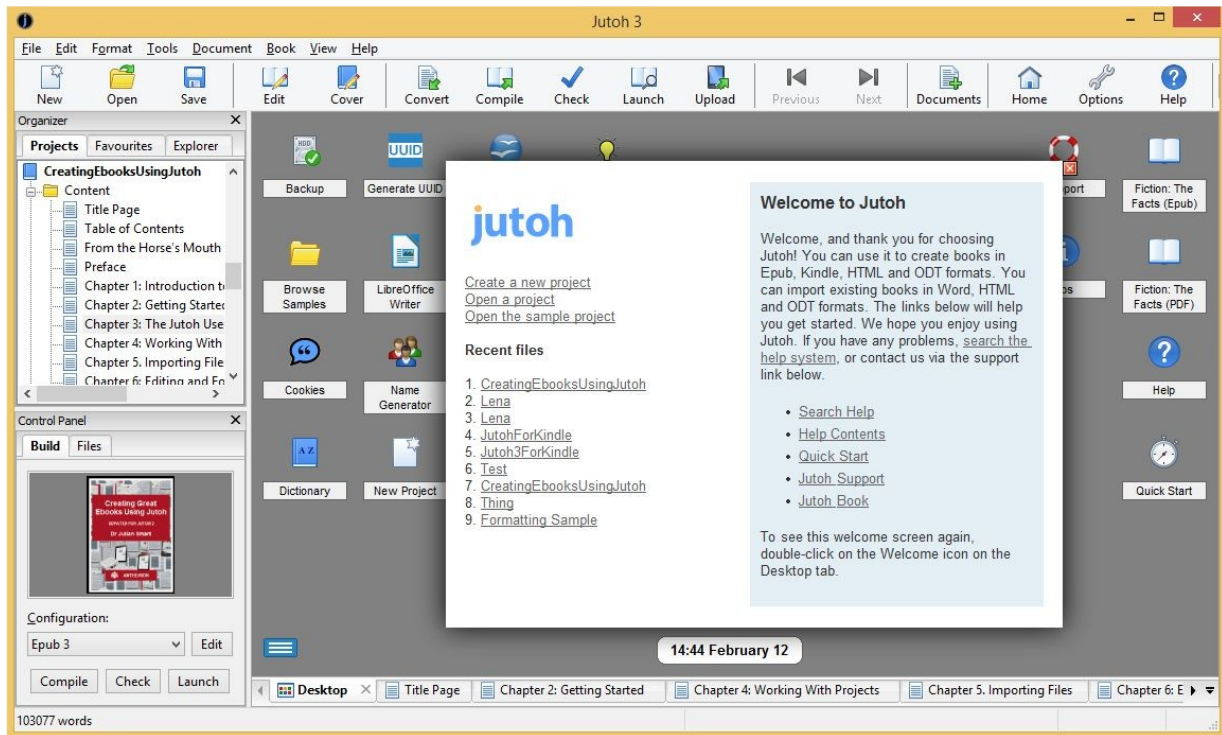 Jutoh 3
File Edit Format Tools Document Book View Help
New Open Save Edit Cover Convert Compile Check Launch Upload Previous Next Documents Home Options Help
Organizer
Projects Favourites Explorer
CreatingEbooksUsingJutoh
Content
Title Page
Table of Contents
From the Horse's Mouth
Preface
Chapter 1: Introduction to
Chapter 2: Getting Started
Chapter 3: The Jutoh Use
Chapter 4: Working With
Chapter 5. Importing File
Chapter 6: Editing and Fo
Control Panel
Build Files
Creating Great
Ebooks Using Jutoh
Dr Julian Smart
Configuration:
Epub 3 Edit
Compile Check Launch
HDD UUID
Backup Generate UUID
Browse
Samples
LibreOffice
Writer
Cookies
Name
Generator
A Z
Dictionary New Project
port
Fiction: The
Facts (Epub)
os
Fiction: The
Facts (PDF)
Help
Quick Start
jutoh
Create a new project
Open a project
Open the sample project
Recent files
1. CreatingEbooksUsingJutoh
2. Lena
3. Lena
4. JutohForKindle
5. Jutoh3ForKindle
6. Test
7. CreatingEbooksUsingJutoh
8. Thing
9. Formatting Sample
Welcome to Jutoh
Welcome, and thank you for choosing
Jutoh! You can use it to create books in
Epub, Kindle, HTML and ODT formats. You
can import existing books in Word, HTML
and ODT formats. The links below will help
you get started. We hope you enjoy using
Jutoh. If you have any problems, search the
help system, or contact us via the support
link below.
• Search Help
• Help Contents
• Quick Start
• Jutoh Support
• Jutoh Book
To see this welcome screen again,
double-click on the Welcome icon on the
Desktop tab.
14:44 February 12
Desktop Title Page Chapter 2: Getting Started Chapter 4: Working With Projects Chapter 5. Importing Files Chapter 6: E
103077 words